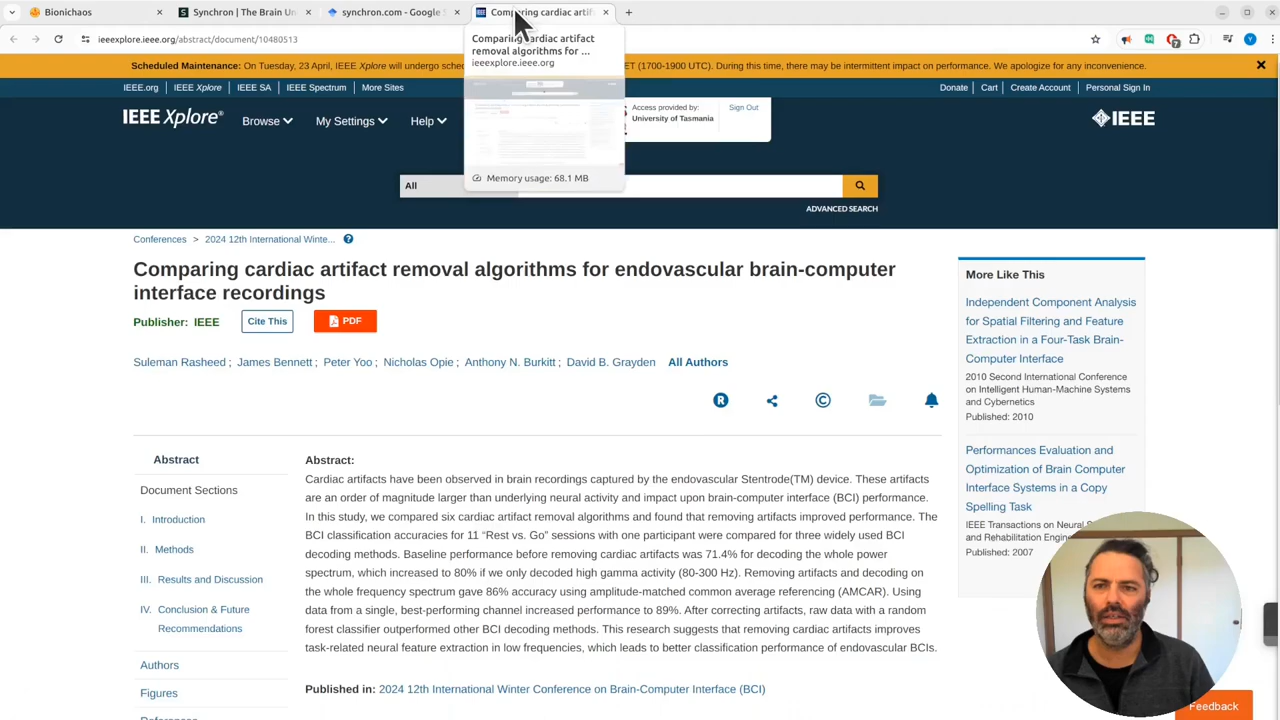 Bionichaos
Synchron | The Brain Un
synchron.com - Google S
Comparing cardiac artif
ieeexplore.ieee.org/abstract/document/10480513
Comparing cardiac artifact
removal algorithms for ...
ieeexplore.ieee.org
Memory usage: 68.1 MB
Scheduled Maintenance: On Tuesday, 23 April, IEEE Xplore will undergo sche
ET (1700-1900 UTC). During this time, there may be intermittent impact on performance. We apologize for any inconvenience.
IEEE.org
IEEE Xplore
IEEE SA
IEEE Spectrum
More Sites
Donate
Cart
Create Account
Personal Sign In
IEEE Xplore®
Browse
My Settings
Help
Access provided by:
University of Tasmania
Sign Out
IEEE
All
ADVANCED SEARCH
Conferences > 2024 12th International Winte...
Comparing cardiac artifact removal algorithms for endovascular brain-computer
interface recordings
Publisher: IEEE
Cite This
PDF
Suleman Rasheed ; James Bennett ; Peter Yoo ; Nicholas Opie ; Anthony N. Burkitt ; David B. Grayden All Authors
Abstract
Document Sections
I. Introduction
II. Methods
III. Results and Discussion
IV. Conclusion & Future
Recommendations
Authors
Figures
Abstract:
Cardiac artifacts have been observed in brain recordings captured by the endovascular Stentrode(TM) device. These artifacts
are an order of magnitude larger than underlying neural activity and impact upon brain-computer interface (BCI) performance.
In this study, we compared six cardiac artifact removal algorithms and found that removing artifacts improved performance. The
BCI classification accuracies for 11 “Rest vs. Go” sessions with one participant were compared for three widely used BCI
decoding methods. Baseline performance before removing cardiac artifacts was 71.4% for decoding the whole power
spectrum, which increased to 80% if we only decoded high gamma activity (80-300 Hz). Removing artifacts and decoding on
the whole frequency spectrum gave 86% accuracy using amplitude-matched common average referencing (AMCAR). Using
data from a single, best-performing channel increased performance to 89%. After correcting artifacts, raw data with a random
forest classifier outperformed other BCI decoding methods. This research suggests that removing cardiac artifacts improves
task-related neural feature extraction in low frequencies, which leads to better classification performance of endovascular BCIs.
Published in: 2024 12th International Winter Conference on Brain-Computer Interface (BCI)
More Like This
Independent Component Analysis
for Spatial Filtering and Feature
Extraction in a Four-Task Brain-
Computer Interface
2010 Second International Conference
on Intelligent Human-Machine Systems
and Cybernetics
Published: 2010
Performances Evaluation and
Optimization of Brain Computer
Interface Systems in a Copy
Spelling Task
IEEE Transactions on Neural S
and Rehabilitation Engine
Published: 2007
Feedback